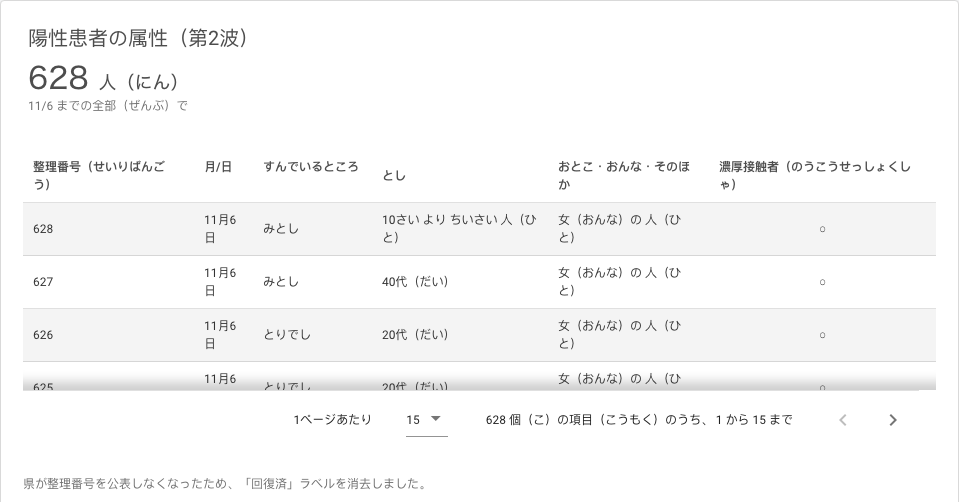 陽性患者の属性（第2波）
628 人（にん）
11/6 までの全部（ぜんぶ）で
整理番号（せいりばんご
う）
月/日
すんでいるところ
とし
おとこ・おんな・そのほ
か
濃厚接触者（のうこうせっしょくし
ゃ）
628
11月6
日
みとし
10さい より ちいさい 人（ひ
と）
女（おんな）の 人（ひ
と）
○
627
11月6
日
みとし
40代（だい）
女（おんな）の 人（ひ
と）
○
626
11月6
日
とりでし
20代（だい）
女（おんな）の 人（ひ
と）
○
625
11月6
とりでし
20代（だい）
女（おんな）の 人（ひ
○
1ページあたり
15
628 個（こ）の項目（こうもく）のうち、1 から 15 まで
県が整理番号を公表しなくなったため、「回復済」ラベルを消去しました。